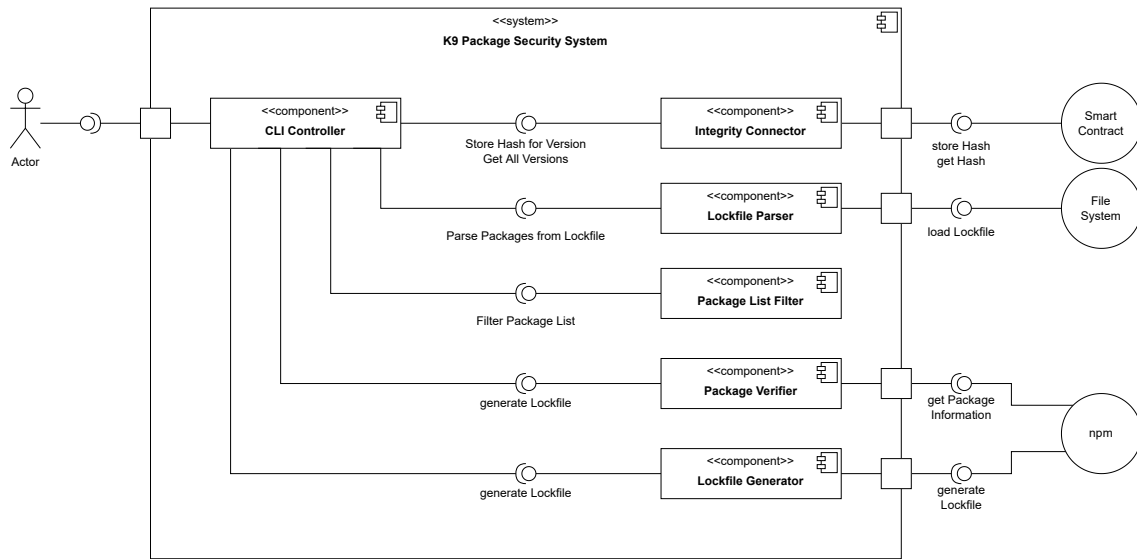 <<system>>
K9 Package Security System
Actor
<<component>>
CLI Controller
Store Hash for Version
Get All Versions
<<component>>
Integrity Connector
store Hash
get Hash
Smart
Contract
Parse Packages from Lockfile
<<component>>
Lockfile Parser
load Lockfile
File
System
Filter Package List
<<component>>
Package List Filter
generate Lockfile
<<component>>
Package Verifier
get Package
Information
npm
generate Lockfile
<<component>>
Lockfile Generator
generate
Lockfile